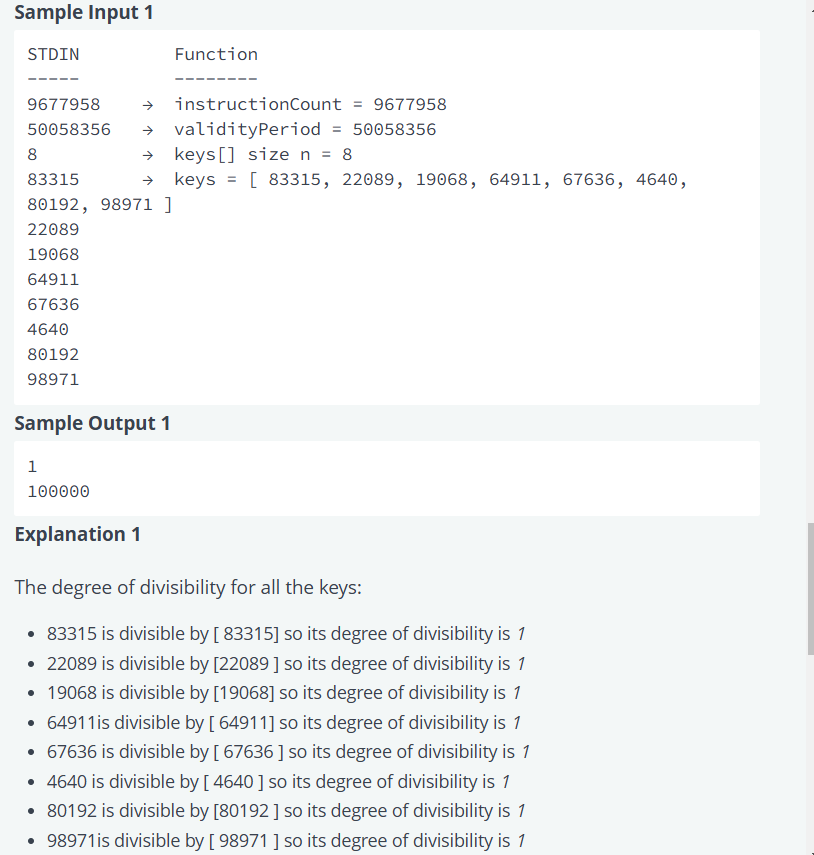 Sample Input 1
STDIN Function
----- --------
9677958 → instructionCount = 9677958
50058356 → validityPeriod = 50058356
8 → keys[] size n = 8
83315 → keys = [ 83315, 22089, 19068, 64911, 67636, 4640,
80192, 98971 ]
22089
19068
64911
67636
4640
80192
98971
Sample Output 1
1
100000
Explanation 1
The degree of divisibility for all the keys:
• 83315 is divisible by [ 83315] so its degree of divisibility is 1
• 22089 is divisible by [22089 ] so its degree of divisibility is 1
• 19068 is divisible by [19068] so its degree of divisibility is 1
• 64911is divisible by [ 64911] so its degree of divisibility is 1
• 67636 is divisible by [ 67636 ] so its degree of divisibility is 1
• 4640 is divisible by [ 4640 ] so its degree of divisibility is 1
• 80192 is divisible by [80192 ] so its degree of divisibility is 1
• 98971is divisible by [ 98971 ] so its degree of divisibility is 1